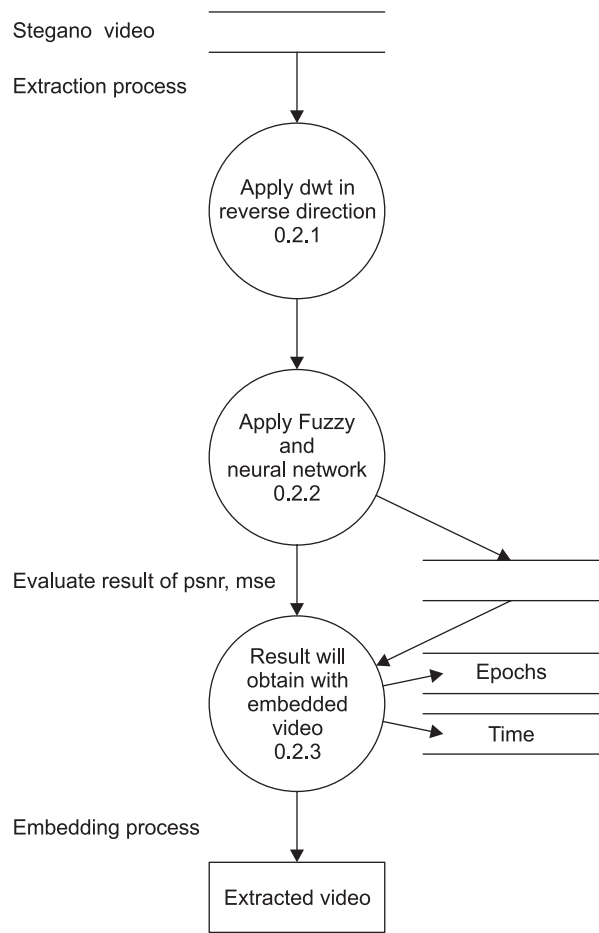 Stegano video
Extraction process
Apply dwt in
reverse direction
0.2.1
Apply Fuzzy
and
neural network
0.2.2
Evaluate result of psnr, mse
Result will
obtain with
embedded
video
0.2.3
Epochs
Time
Embedding process
Extracted video